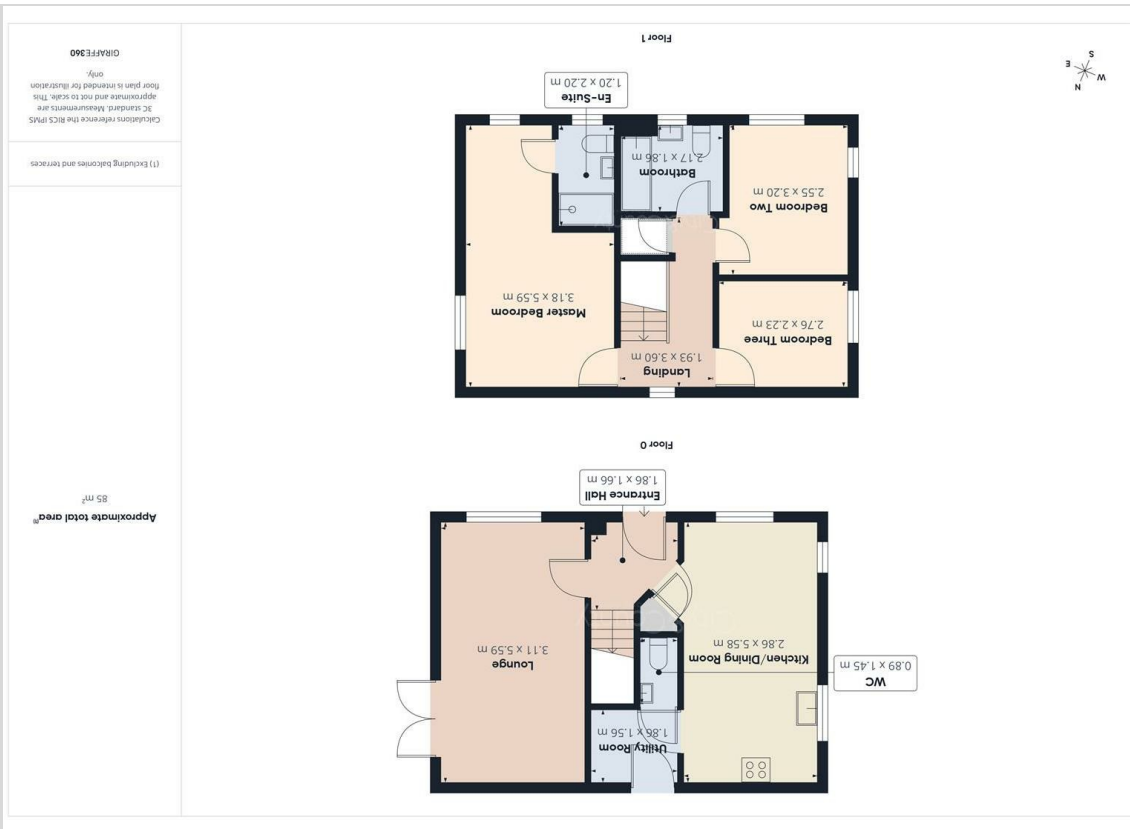 Utility Room
1.86 x 1.56 m
WC
0.89 x 1.45 m
Kitchen/Dining Room
2.86 x 5.58 m
Lounge
3.11 x 5.59 m
Entrance Hall
1.86 x 1.66 m
Floor 0
Landing
1.93 x 3.60 m
Bedroom Three
2.76 x 2.23 m
Master Bedroom
3.18 x 5.59 m
Bedroom Two
2.55 x 3.20 m
Bathroom
2.17 x 1.86 m
En-Suite
1.20 x 2.20 m
Floor 1
N
E
W
S
Approximate total area(1)
85 m²
(1) Excluding balconies and terraces
Calculations reference the RICS IPMS
3C standard. Measurements are
approximate and not to scale. This
floor plan is intended for illustration
only.
GIRAFFE360